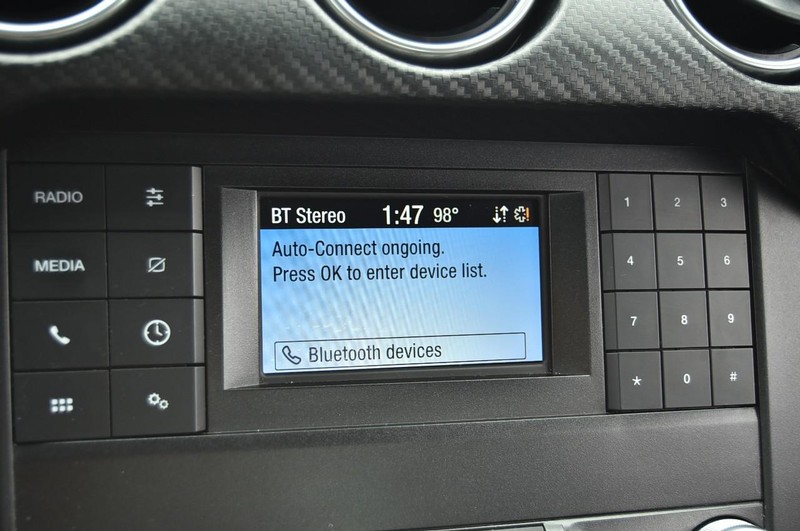 RADIO
MEDIA
BT Stereo 1:47 98°
Auto-Connect ongoing.
Press OK to enter device list.
Bluetooth devices
1 2 3
4 5 6
7 8 9
* 0 #